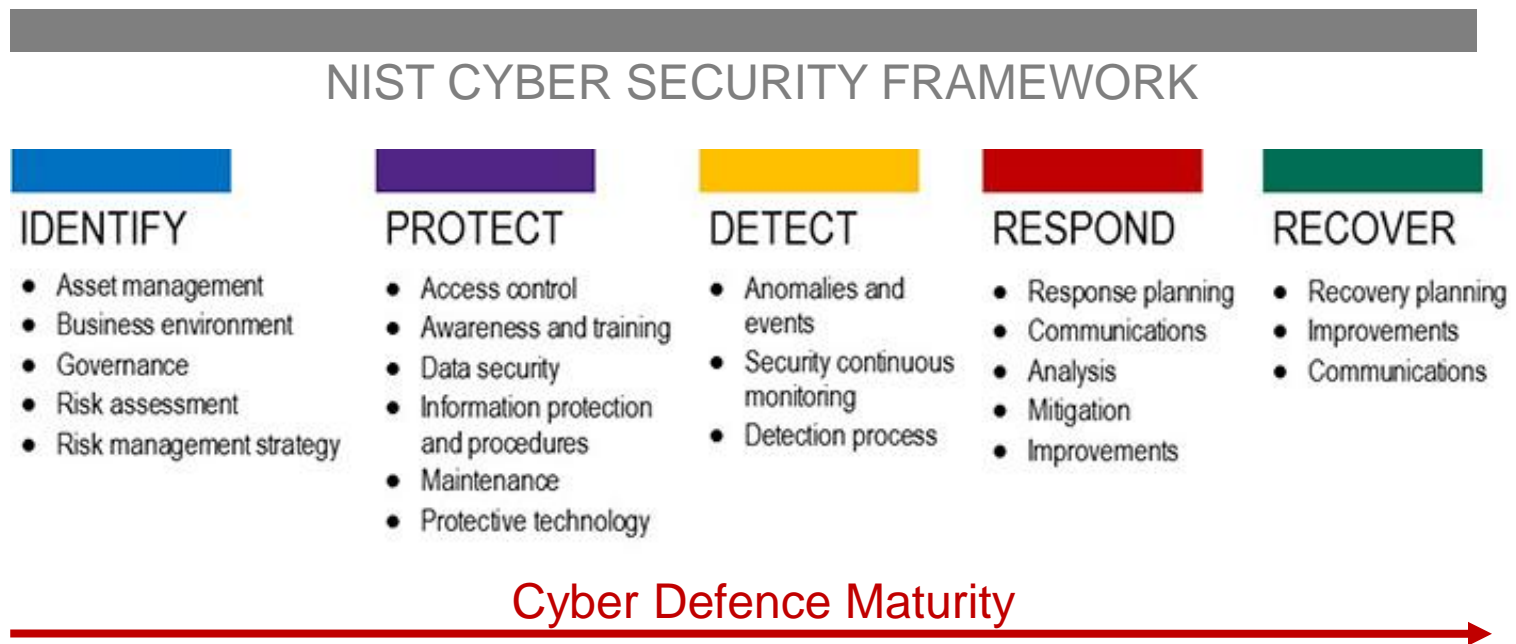 NIST CYBER SECURITY FRAMEWORK
IDENTIFY
● Asset management
● Business environment
● Governance
● Risk assessment
● Risk management strategy
PROTECT
● Access control
● Awareness and training
● Data security
● Information protection
and procedures
● Maintenance
● Protective technology
DETECT
● Anomalies and
events
● Security continuous
monitoring
● Detection process
RESPOND
● Response planning
● Communications
● Analysis
● Mitigation
● Improvements
RECOVER
● Recovery planning
● Improvements
● Communications
Cyber Defence Maturity